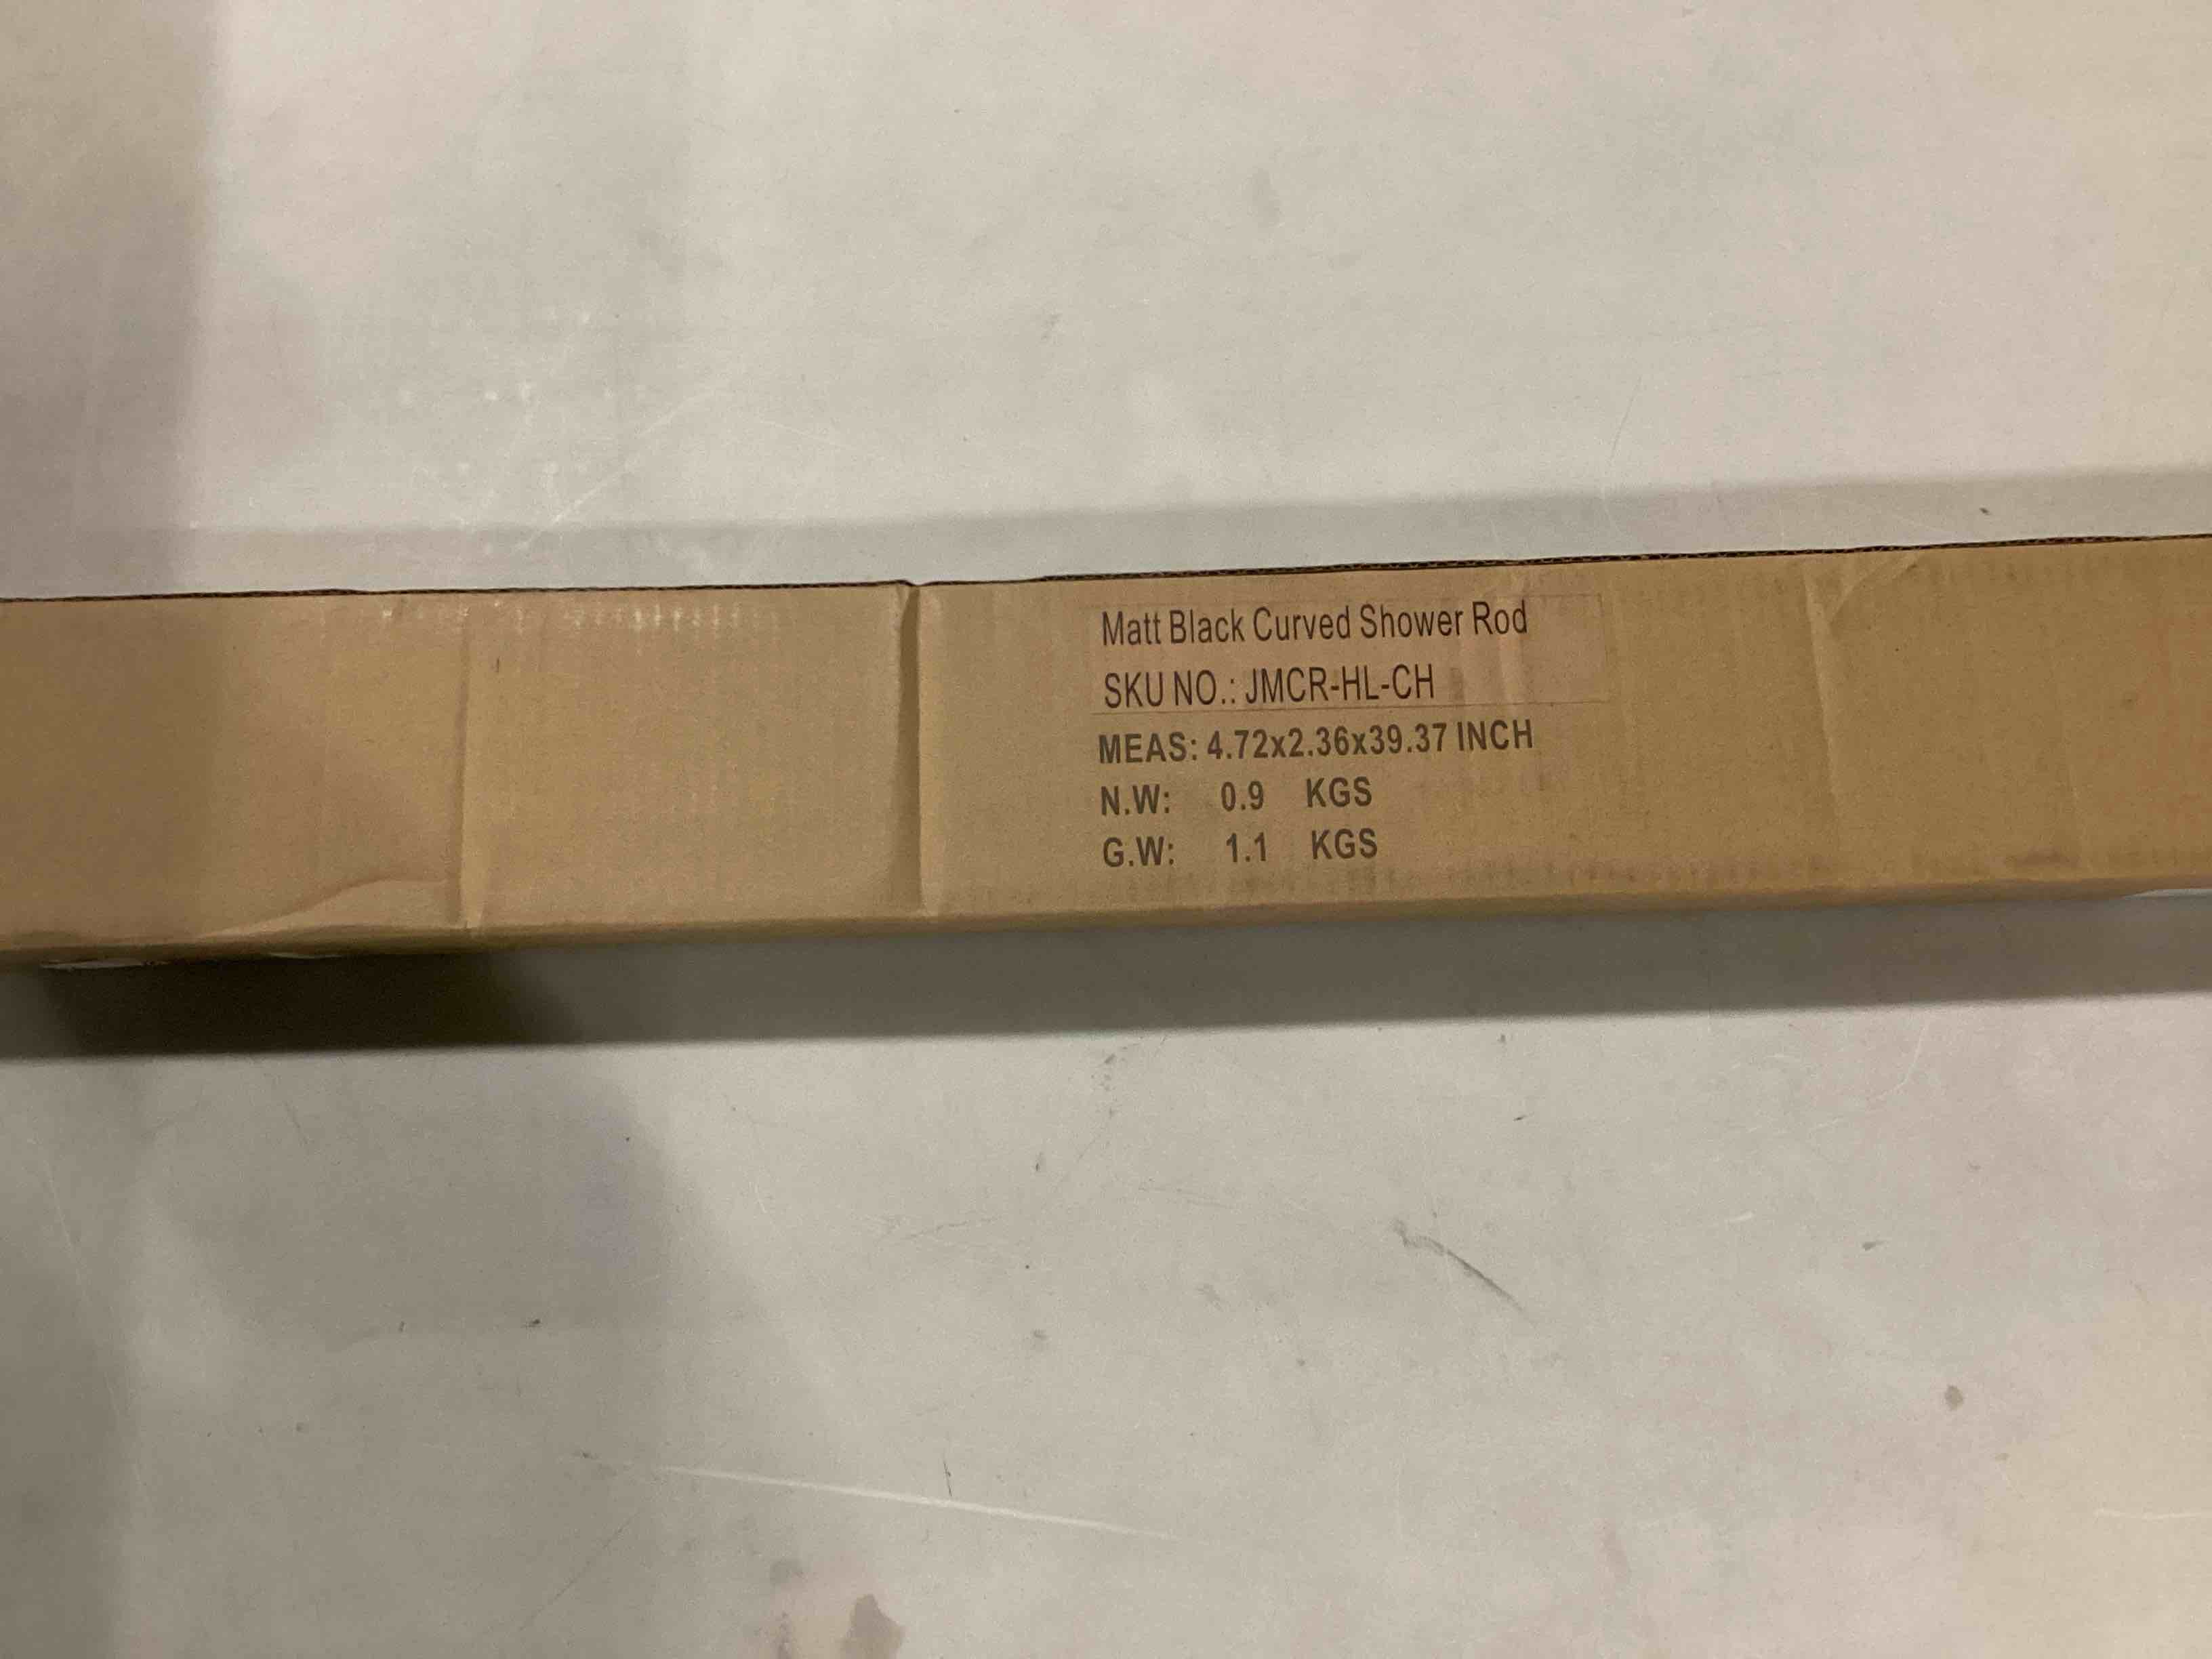 Matt Black Curved Shower Rod
SKU NO.: JMCR-HL-CH
MEAS: 4.72x2.36x39.37 INCH
N.W: 0.9 KGS
G.W: 1.1 KGS